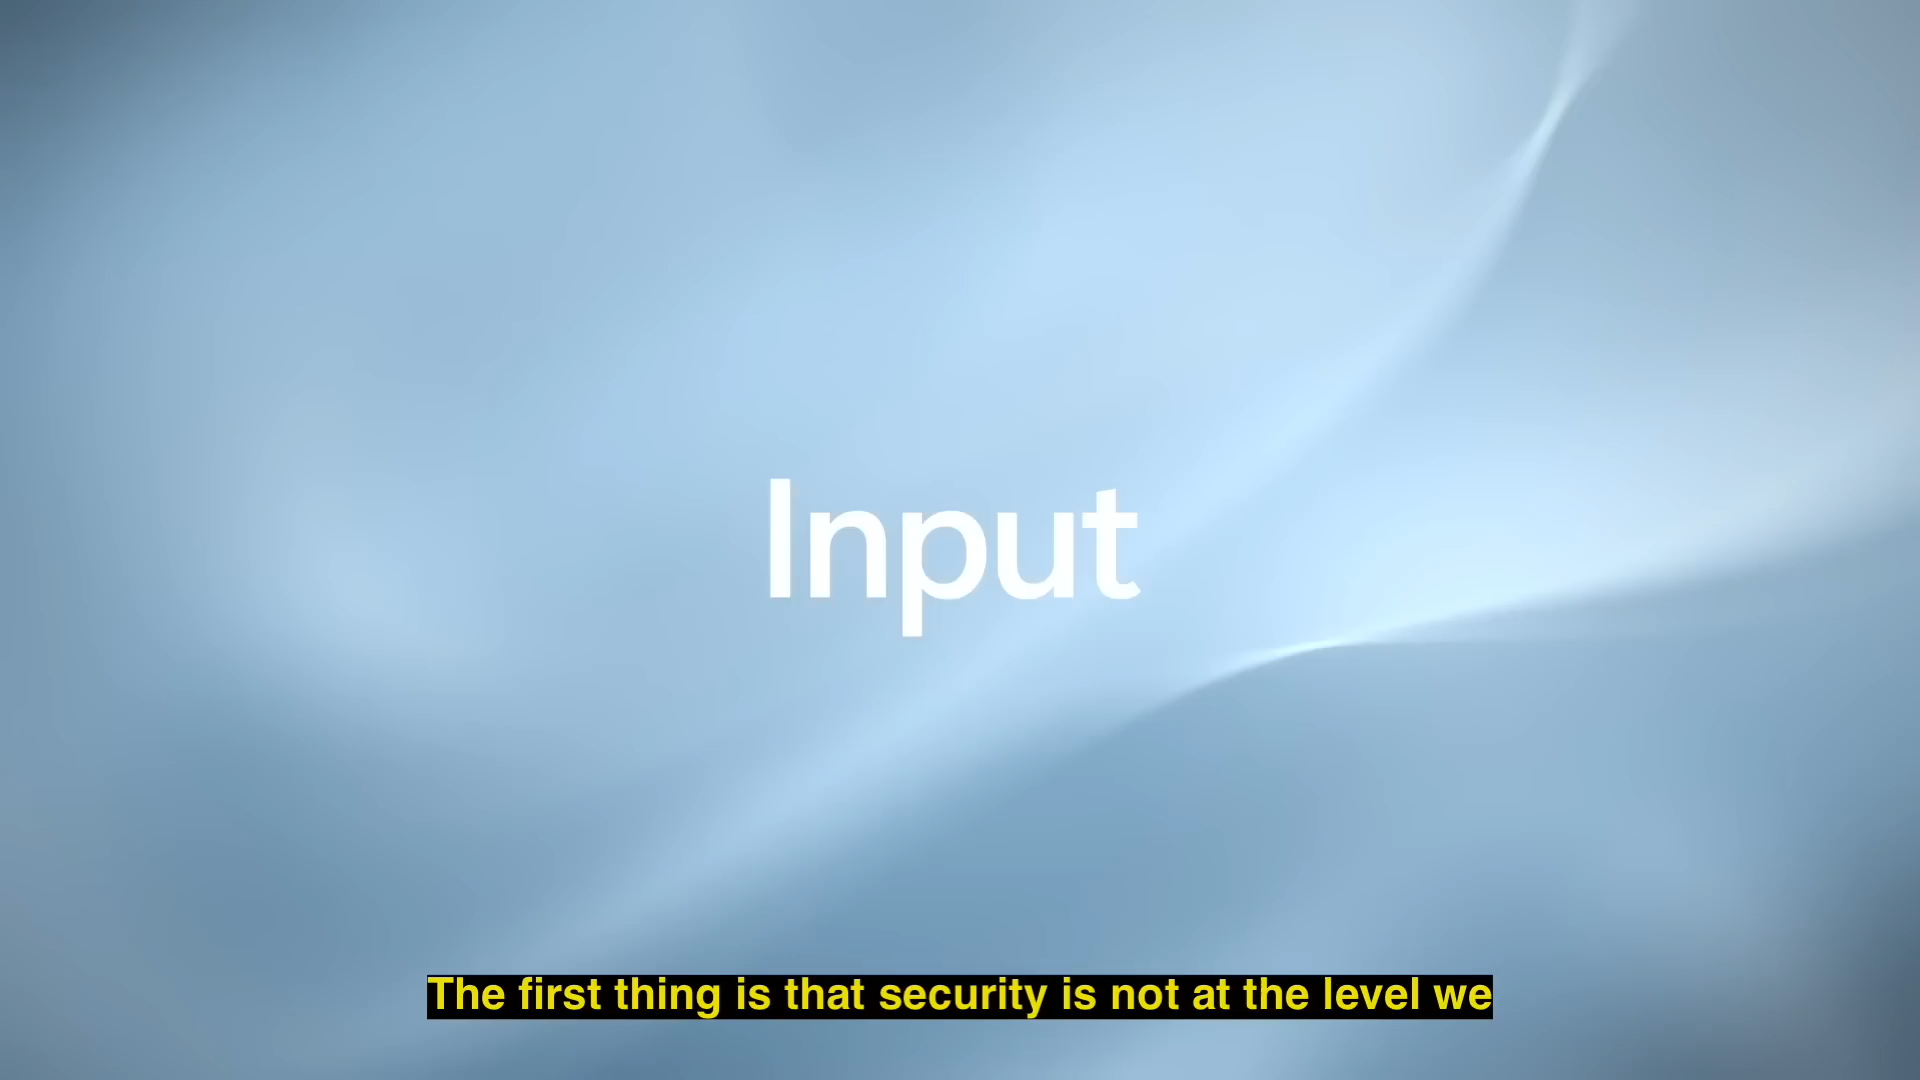 Input
The first thing is that security is not at the level we